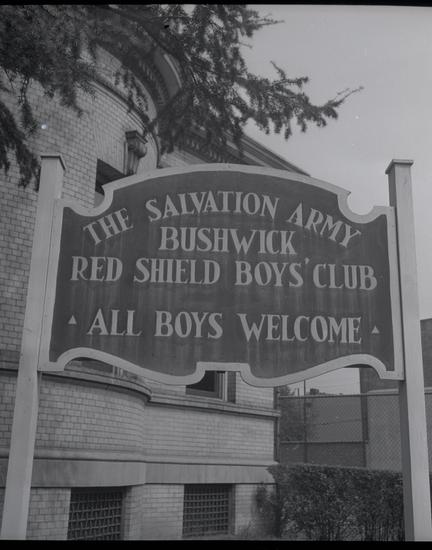 THE SALVATION ARMY
BUSHWICK
RED SHIELD BOYS' CLUB
ALL BOYS WELCOME